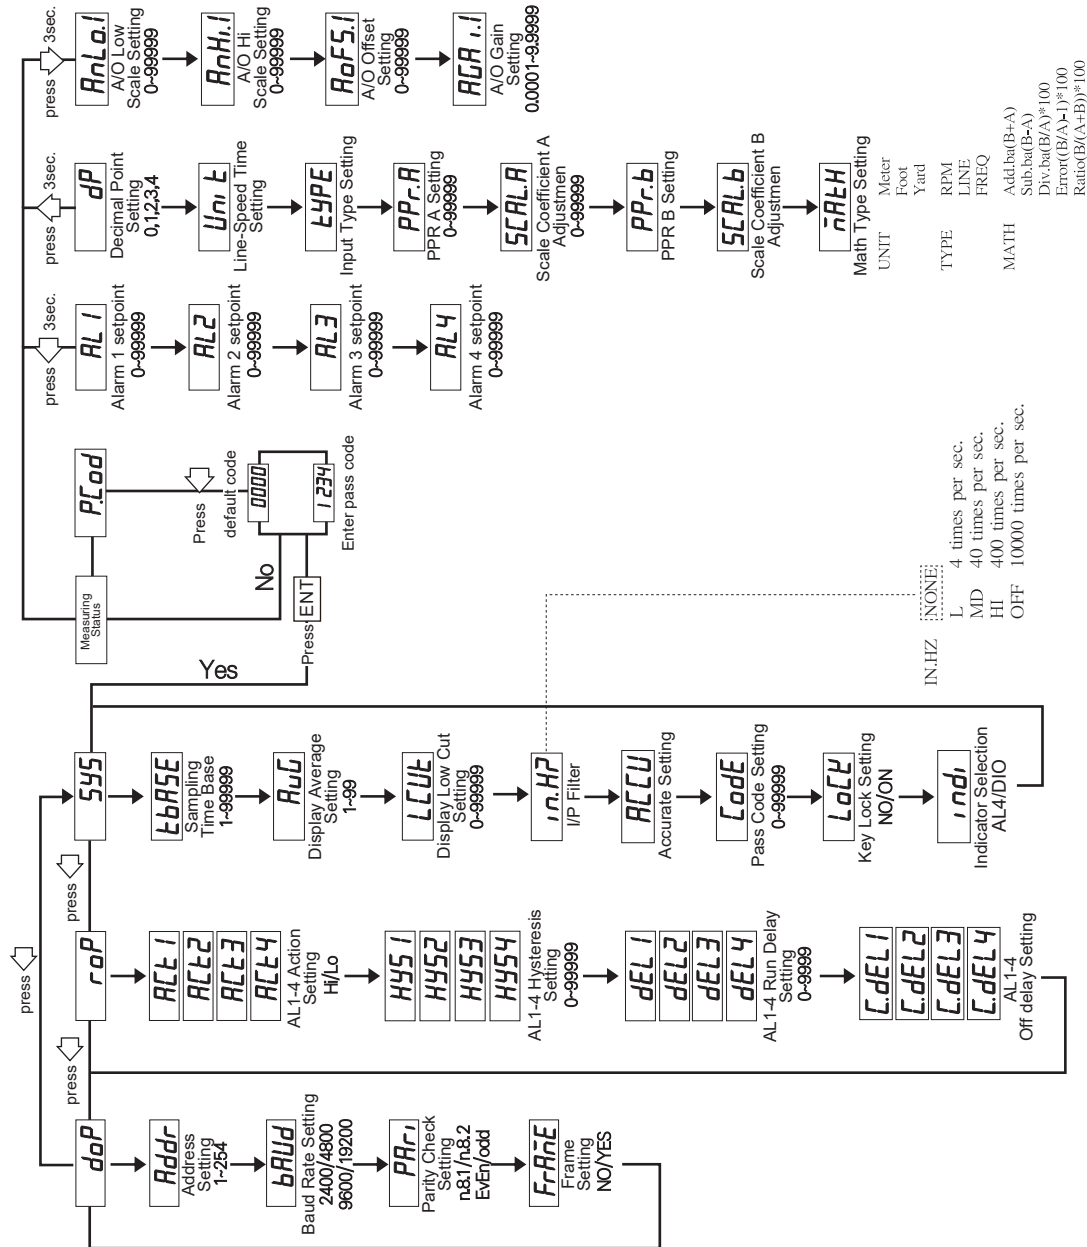 press
3sec.
AnLo.1
A/O Low
Scale Setting
0~99999
AnHi.1
A/O Hi
Scale Setting
0~99999
AoFS.1
A/O Offset
Setting
0~99999
AGAi.1
A/O Gain
Setting
0.0001~9.9999
press
3sec.
dP
Decimal Point
Setting
0,1,2,3,4
Unit
Line-Speed Time
Setting
tYPE
Input Type Setting
PPr.A
PPR A Setting
0~99999
SCAL.A
Scale Coefficient A
Adjustmen
0~99999
PPr.b
PPR B Setting
SCAL.b
Scale Coefficient B
Adjustmen
mAtH
Math Type Setting
UNIT Meter
Foot
Yard
TYPE RPM
LINE
FREQ
MATH Add.ba(B+A)
Sub.ba(B-A)
Div.ba(B/A)*100
Error((B/A)-1)*100
Ratio(B/(A+B))*100
press
3sec.
AL1
Alarm 1 setpoint
0~99999
AL2
Alarm 2 setpoint
0~99999
AL3
Alarm 3 setpoint
0~99999
AL4
Alarm 4 setpoint
0~99999
Measuring
Status
P.Cod
Press
default code
0000
1234
Enter pass code
No
Press ENT
Yes
press
press
press
SYS
tbASE
Sampling
Time Base
1~99999
AvG
Display Average
Setting
1~99
LCUt
Display Low Cut
Setting
0~99999
in.HZ
I/P Filter
ACCU
Accurate Setting
CodE
Pass Code Setting
0~99999
LoCK
Key Lock Setting
NO/ON
indi
Indicator Selection
AL4/DIO
IN.HZ NONE
L 4 times per sec.
MD 40 times per sec.
HI 400 times per sec.
OFF 10000 times per sec.
roP
ACt1
ACt2
ACt3
ACt4
AL1-4 Action
Setting
Hi/Lo
HYS1
HYS2
HYS3
HYS4
AL1-4 Hysteresis
Setting
0~99999
dEL1
dEL2
dEL3
dEL4
AL1-4 Run Delay
Setting
0~9999
C.dEL1
C.dEL2
C.dEL3
C.dEL4
AL1-4
Off delay Setting
doP
Addr
Address
Setting
1~254
bAUd
Baud Rate Setting
2400/4800
9600/19200
PAri
Parity Check
Setting
n.8.1/n.8.2
EvEn/odd
FrAmE
Frame
Setting
NO/YES